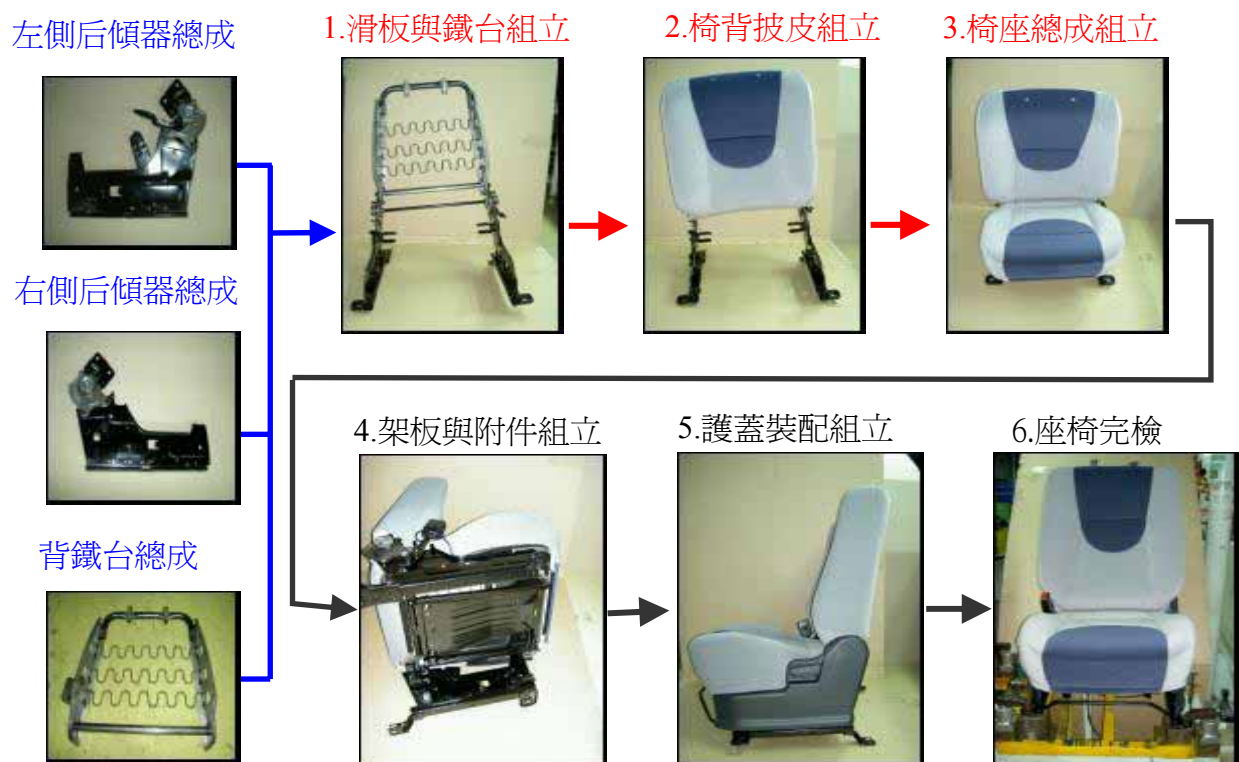 左側后傾器總成
1.滑板與鐵台組立
2.椅背披皮組立
3.椅座總成組立
右側后傾器總成
背鐵台總成
4.架板與附件組立
5.護蓋裝配組立
6.座椅完檢